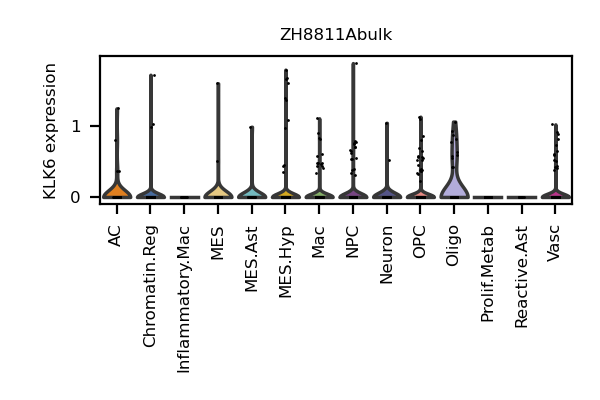 ZH8811Abulk
KLK6 expression
1
0
AC
Chromatin.Reg
Inflammatory.Mac
MES
MES.Ast
MES.Hyp
Mac
NPC
Neuron
OPC
Oligo
Prolif.Metab
Reactive.Ast
Vasc